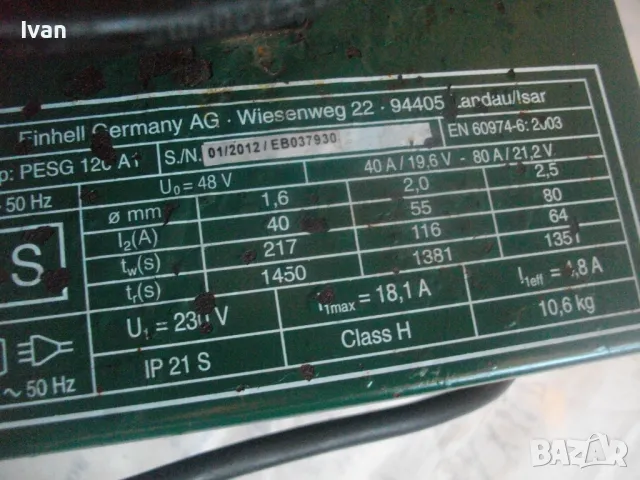 Ivan
Einhell Germany AG · Wiesenweg 22 · 94405 Landau/Isar
p: PESG 120 A1 S./N. 01/2012 / EB037930 EN 60974-6: 2003
~ 50 Hz U0 = 48 V 40 A / 19,6 V - 80 A / 21,2 V
ø mm 1,6 2,0 2,5
I2(A) 40 55 80
S tw(S) 217 116 64
tr(S) 1450 1381 1351
U1 = 230 V I1max = 18,1 A I1eff = A
~ 50 Hz IP 21 S Class H 10,6 kg
BAZAR